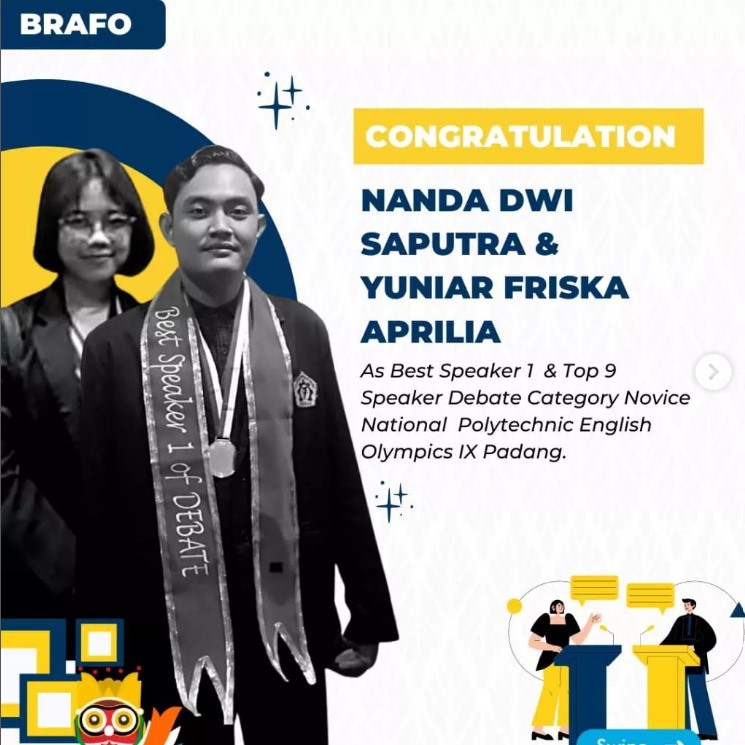 BRAFO
CONGRATULATION
NANDA DWI
SAPUTRA &
YUNIAR FRISKA
APRILIA
As Best Speaker 1 & Top 9
Speaker Debate Category Novice
National Polytechnic English
Olympics IX Padang.
Best Speaker 1 of DEBATE